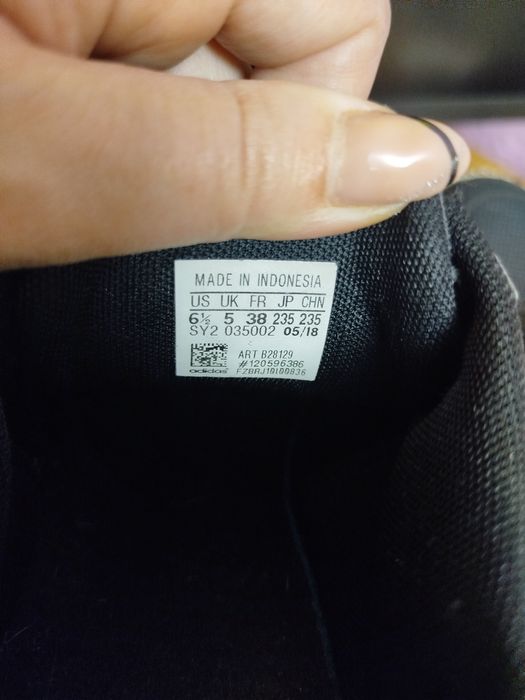 MADE IN INDONESIA
US UK FR JP CHN
6½ 5 38 235 235
SY2 035002 05/18
ART B28129
#120596386
adidas FZBRJ10100836